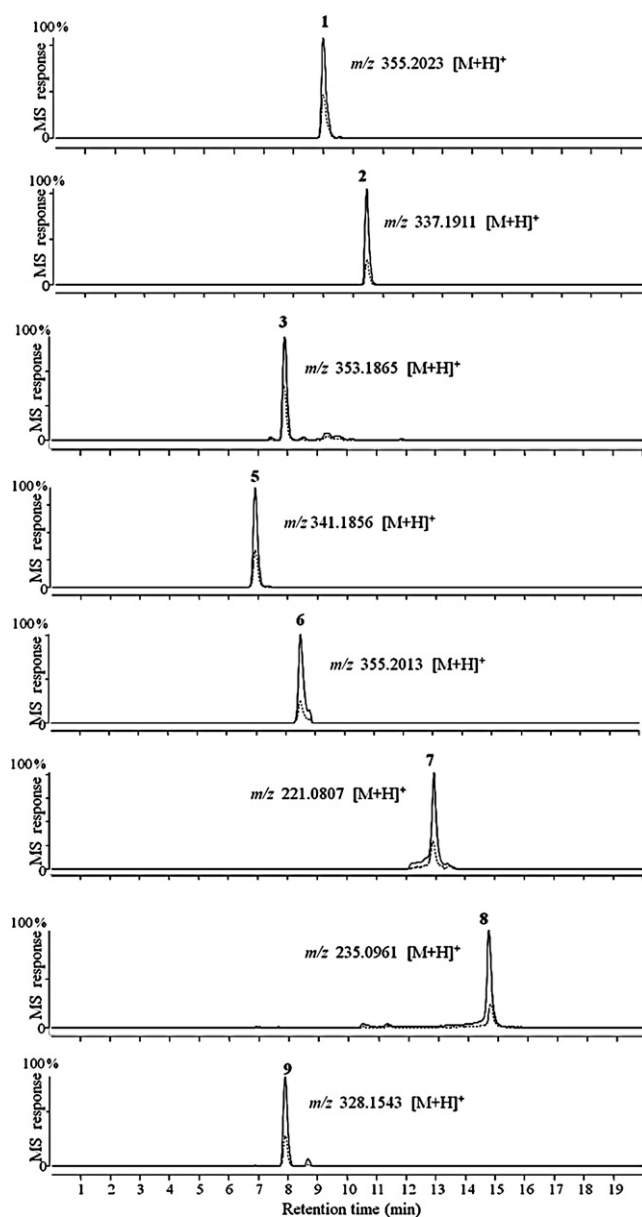 100%
1
m/z 355.2023 [M+H]+
MS response
0
100%
2
m/z 337.1911 [M+H]+
MS response
0
100%
3
m/z 353.1865 [M+H]+
MS response
0
100%
5
m/z 341.1856 [M+H]+
MS response
0
100%
6
m/z 355.2013 [M+H]+
MS response
0
100%
7
m/z 221.0807 [M+H]+
MS response
0
100%
8
m/z 235.0961 [M+H]+
MS response
0
100%
9
m/z 328.1543 [M+H]+
MS response
0
1 2 3 4 5 6 7 8 9 10 11 12 13 14 15 16 17 18 19
Retention time (min)